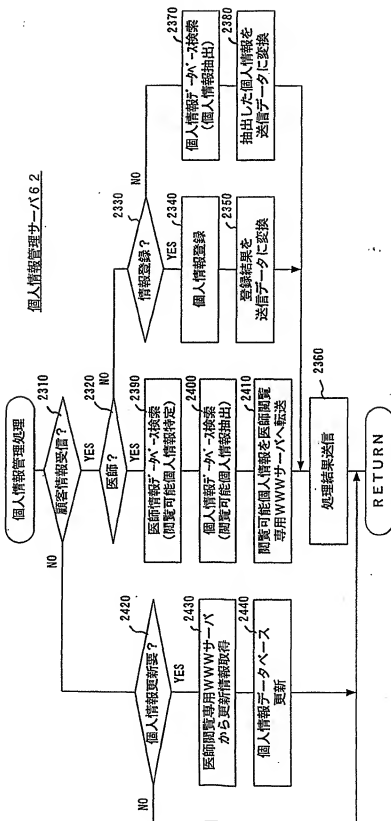 個人情報管理サーバ62
個人情報管理処理
2310
顧客情報受信?
NO
YES
2320
医師?
NO
YES
2330
情報登録?
NO
YES
2340
個人情報登録
2350
登録結果を
送信データに変換
2370
個人情報データベース検索
(個人情報抽出)
2380
抽出した個人情報を
送信データに変換
2390
医師情報データベース検索
(閲覧可能個人情報特定)
2400
個人情報データベース検索
(閲覧可能個人情報抽出)
2410
閲覧可能個人情報を医師閲覧
専用WWWサーバへ転送
2360
処理結果送信
2420
個人情報更新要?
NO
YES
2430
医師閲覧専用WWWサーバ
から更新情報取得
2440
個人情報データベース
更新
RETURN